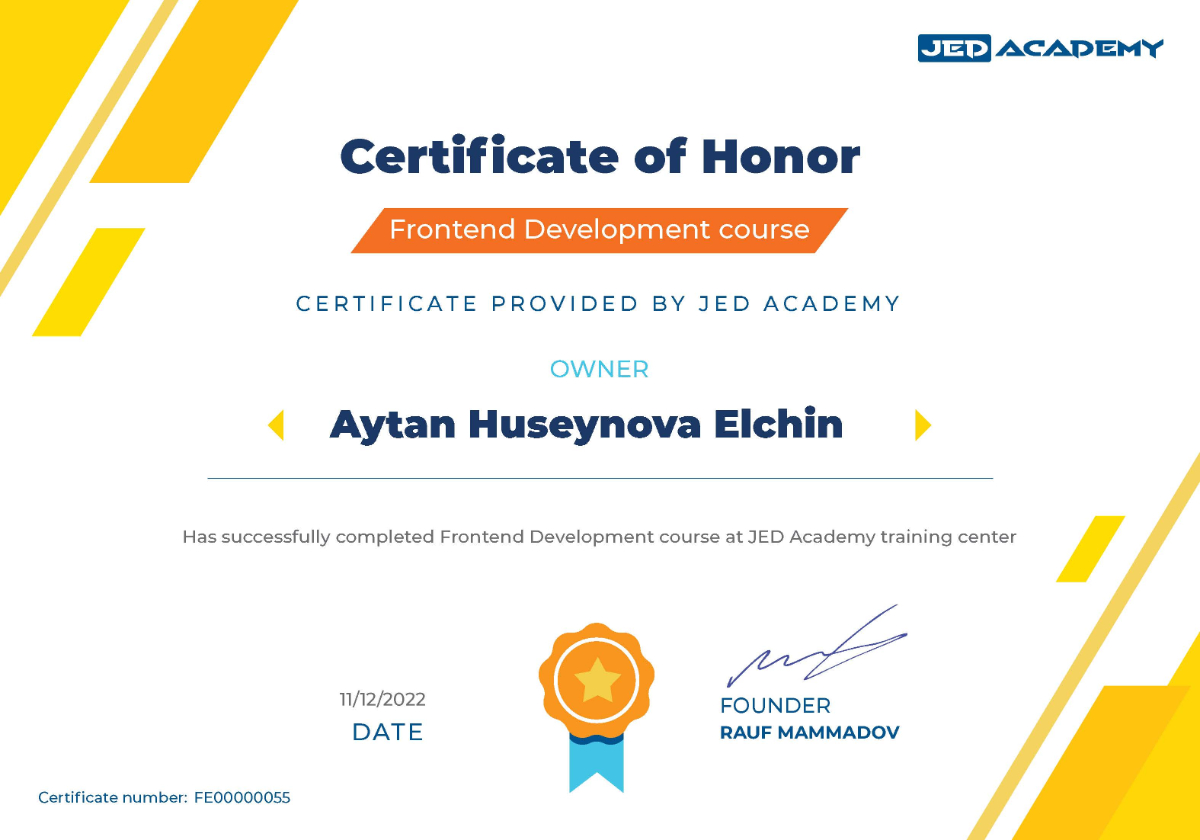 JED ACADEMY
Certificate of Honor
Frontend Development course
CERTIFICATE PROVIDED BY JED ACADEMY
OWNER
Aytan Huseynova Elchin
Has successfully completed Frontend Development course at JED Academy training center
11/12/2022
DATE
FOUNDER
RAUF MAMMADOV
Certificate number: FE00000055